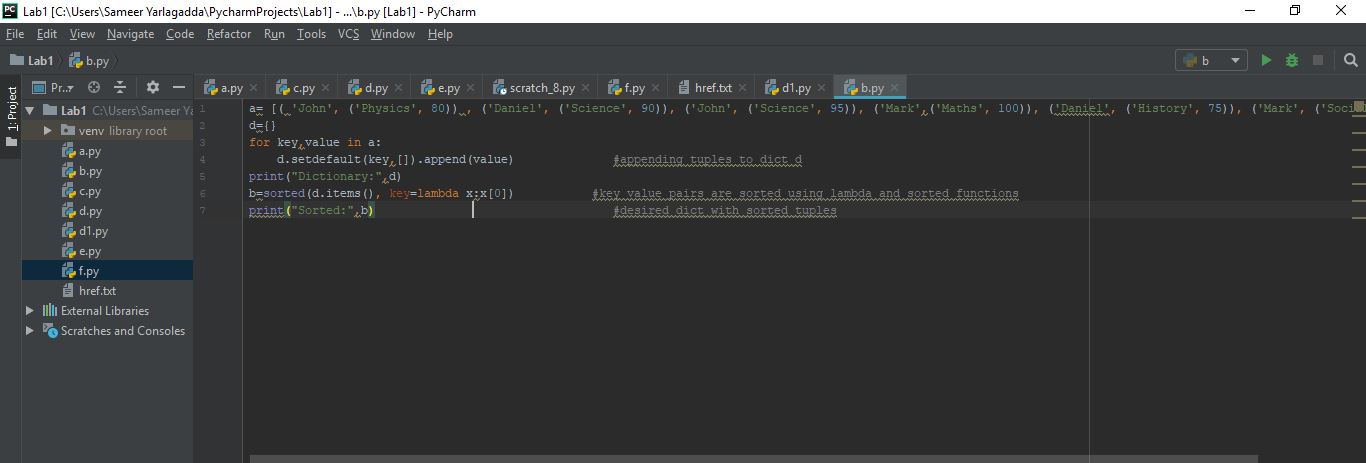 Lab1 [C:\Users\Sameer Yarlagadda\PycharmProjects\Lab1] - ...\b.py [Lab1] - PyCharm
File Edit View Navigate Code Refactor Run Tools VCS Window Help
Lab1 b.py b
1: Project
Pr..
a.py c.py d.py e.py scratch_8.py f.py href.txt d1.py b.py
Lab1 C:\Users\Sameer Ya
venv library root
a.py
b.py
c.py
d.py
d1.py
e.py
f.py
href.txt
External Libraries
Scratches and Consoles
1 a= [( 'John', ('Physics', 80)) , ('Daniel', ('Science', 90)), ('John', ('Science', 95)), ('Mark',('Maths', 100)), ('Daniel', ('History', 75)), ('Mark', ('Soci
2 d={}
3 for key,value in a:
4 d.setdefault(key,[]).append(value) #appending tuples to dict d
5 print("Dictionary:",d)
6 b=sorted(d.items(), key=lambda x:x[0]) #key value pairs are sorted using lambda and sorted functions
7 print("Sorted:",b) #desired dict with sorted tuples